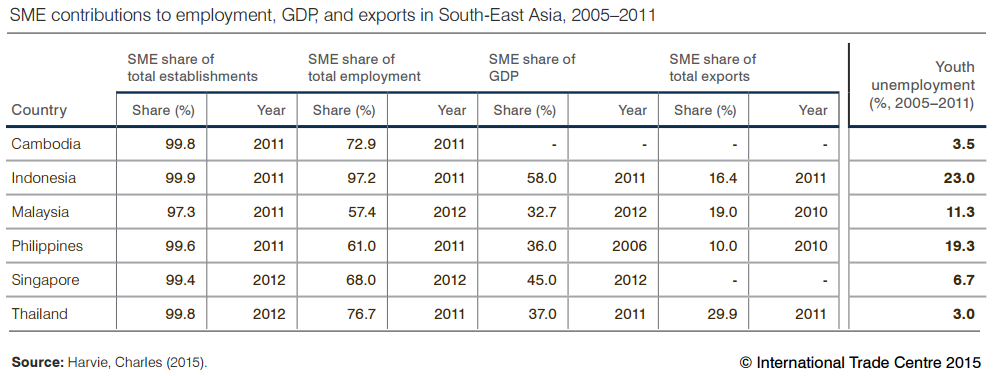 SME contributions to employment, GDP, and exports in South-East Asia, 2005–2011
SME share of total establishments SME share of total employment SME share of GDP SME share of total exports Youth unemployment (%, 2005–2011)
Country Share (%) Year Share (%) Year Share (%) Year Share (%) Year
Cambodia 99.8 2011 72.9 2011 - - - - 3.5
Indonesia 99.9 2011 97.2 2011 58.0 2011 16.4 2011 23.0
Malaysia 97.3 2011 57.4 2012 32.7 2012 19.0 2010 11.3
Philippines 99.6 2011 61.0 2011 36.0 2006 10.0 2010 19.3
Singapore 99.4 2012 68.0 2012 45.0 2012 - - 6.7
Thailand 99.8 2012 76.7 2011 37.0 2011 29.9 2011 3.0
Source: Harvie, Charles (2015).
© International Trade Centre 2015